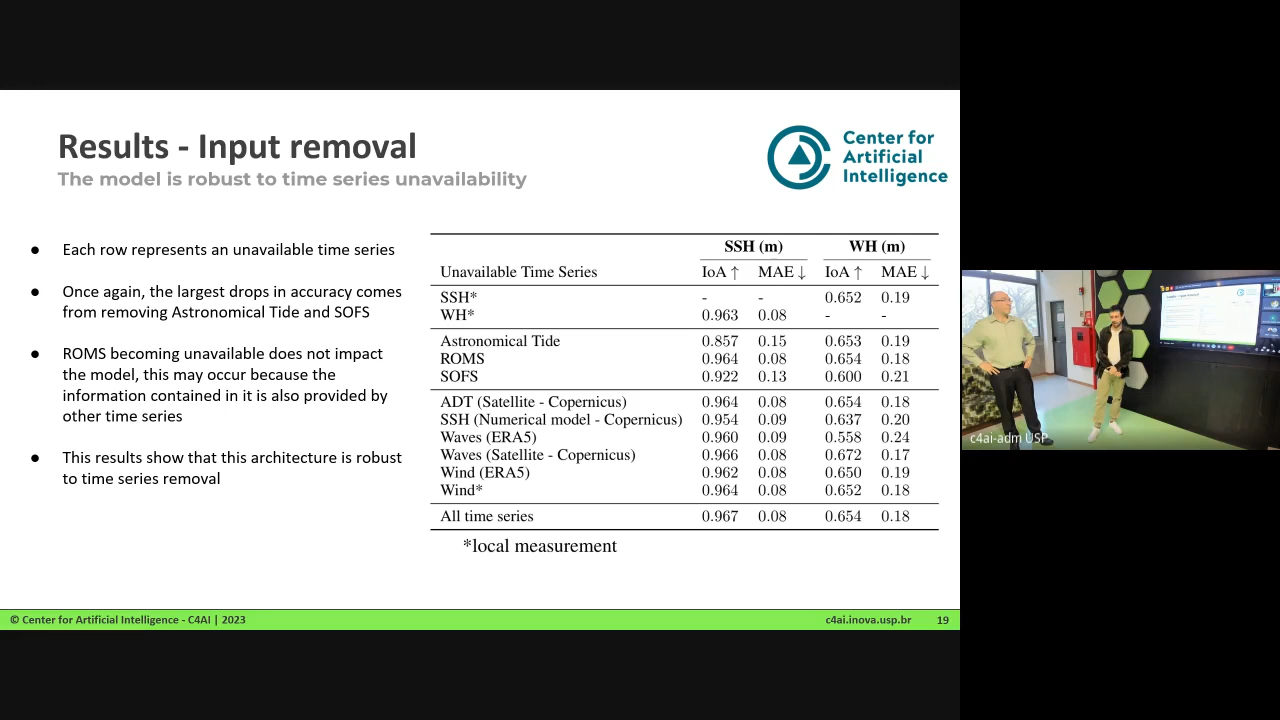 Results - Input removal
The model is robust to time series unavailability
Center for
Artificial
Intelligence
● Each row represents an unavailable time series
● Once again, the largest drops in accuracy comes
from removing Astronomical Tide and SOFS
● ROMS becoming unavailable does not impact
the model, this may occur because the
information contained in it is also provided by
other time series
● This results show that this architecture is robust
to time series removal
SSH (m) WH (m)
Unavailable Time Series IoA ↑ MAE ↓ IoA ↑ MAE ↓
SSH* - - 0.652 0.19
WH* 0.963 0.08 - -
Astronomical Tide 0.857 0.15 0.653 0.19
ROMS 0.964 0.08 0.654 0.18
SOFS 0.922 0.13 0.600 0.21
ADT (Satellite - Copernicus) 0.964 0.08 0.654 0.18
SSH (Numerical model - Copernicus) 0.954 0.09 0.637 0.20
Waves (ERA5) 0.960 0.09 0.558 0.24
Waves (Satellite - Copernicus) 0.966 0.08 0.672 0.17
Wind (ERA5) 0.962 0.08 0.650 0.19
Wind* 0.964 0.08 0.652 0.18
All time series 0.967 0.08 0.654 0.18
*local measurement
© Center for Artificial Intelligence - C4AI | 2023
c4ai.inova.usp.br 19
c4ai-adm USP